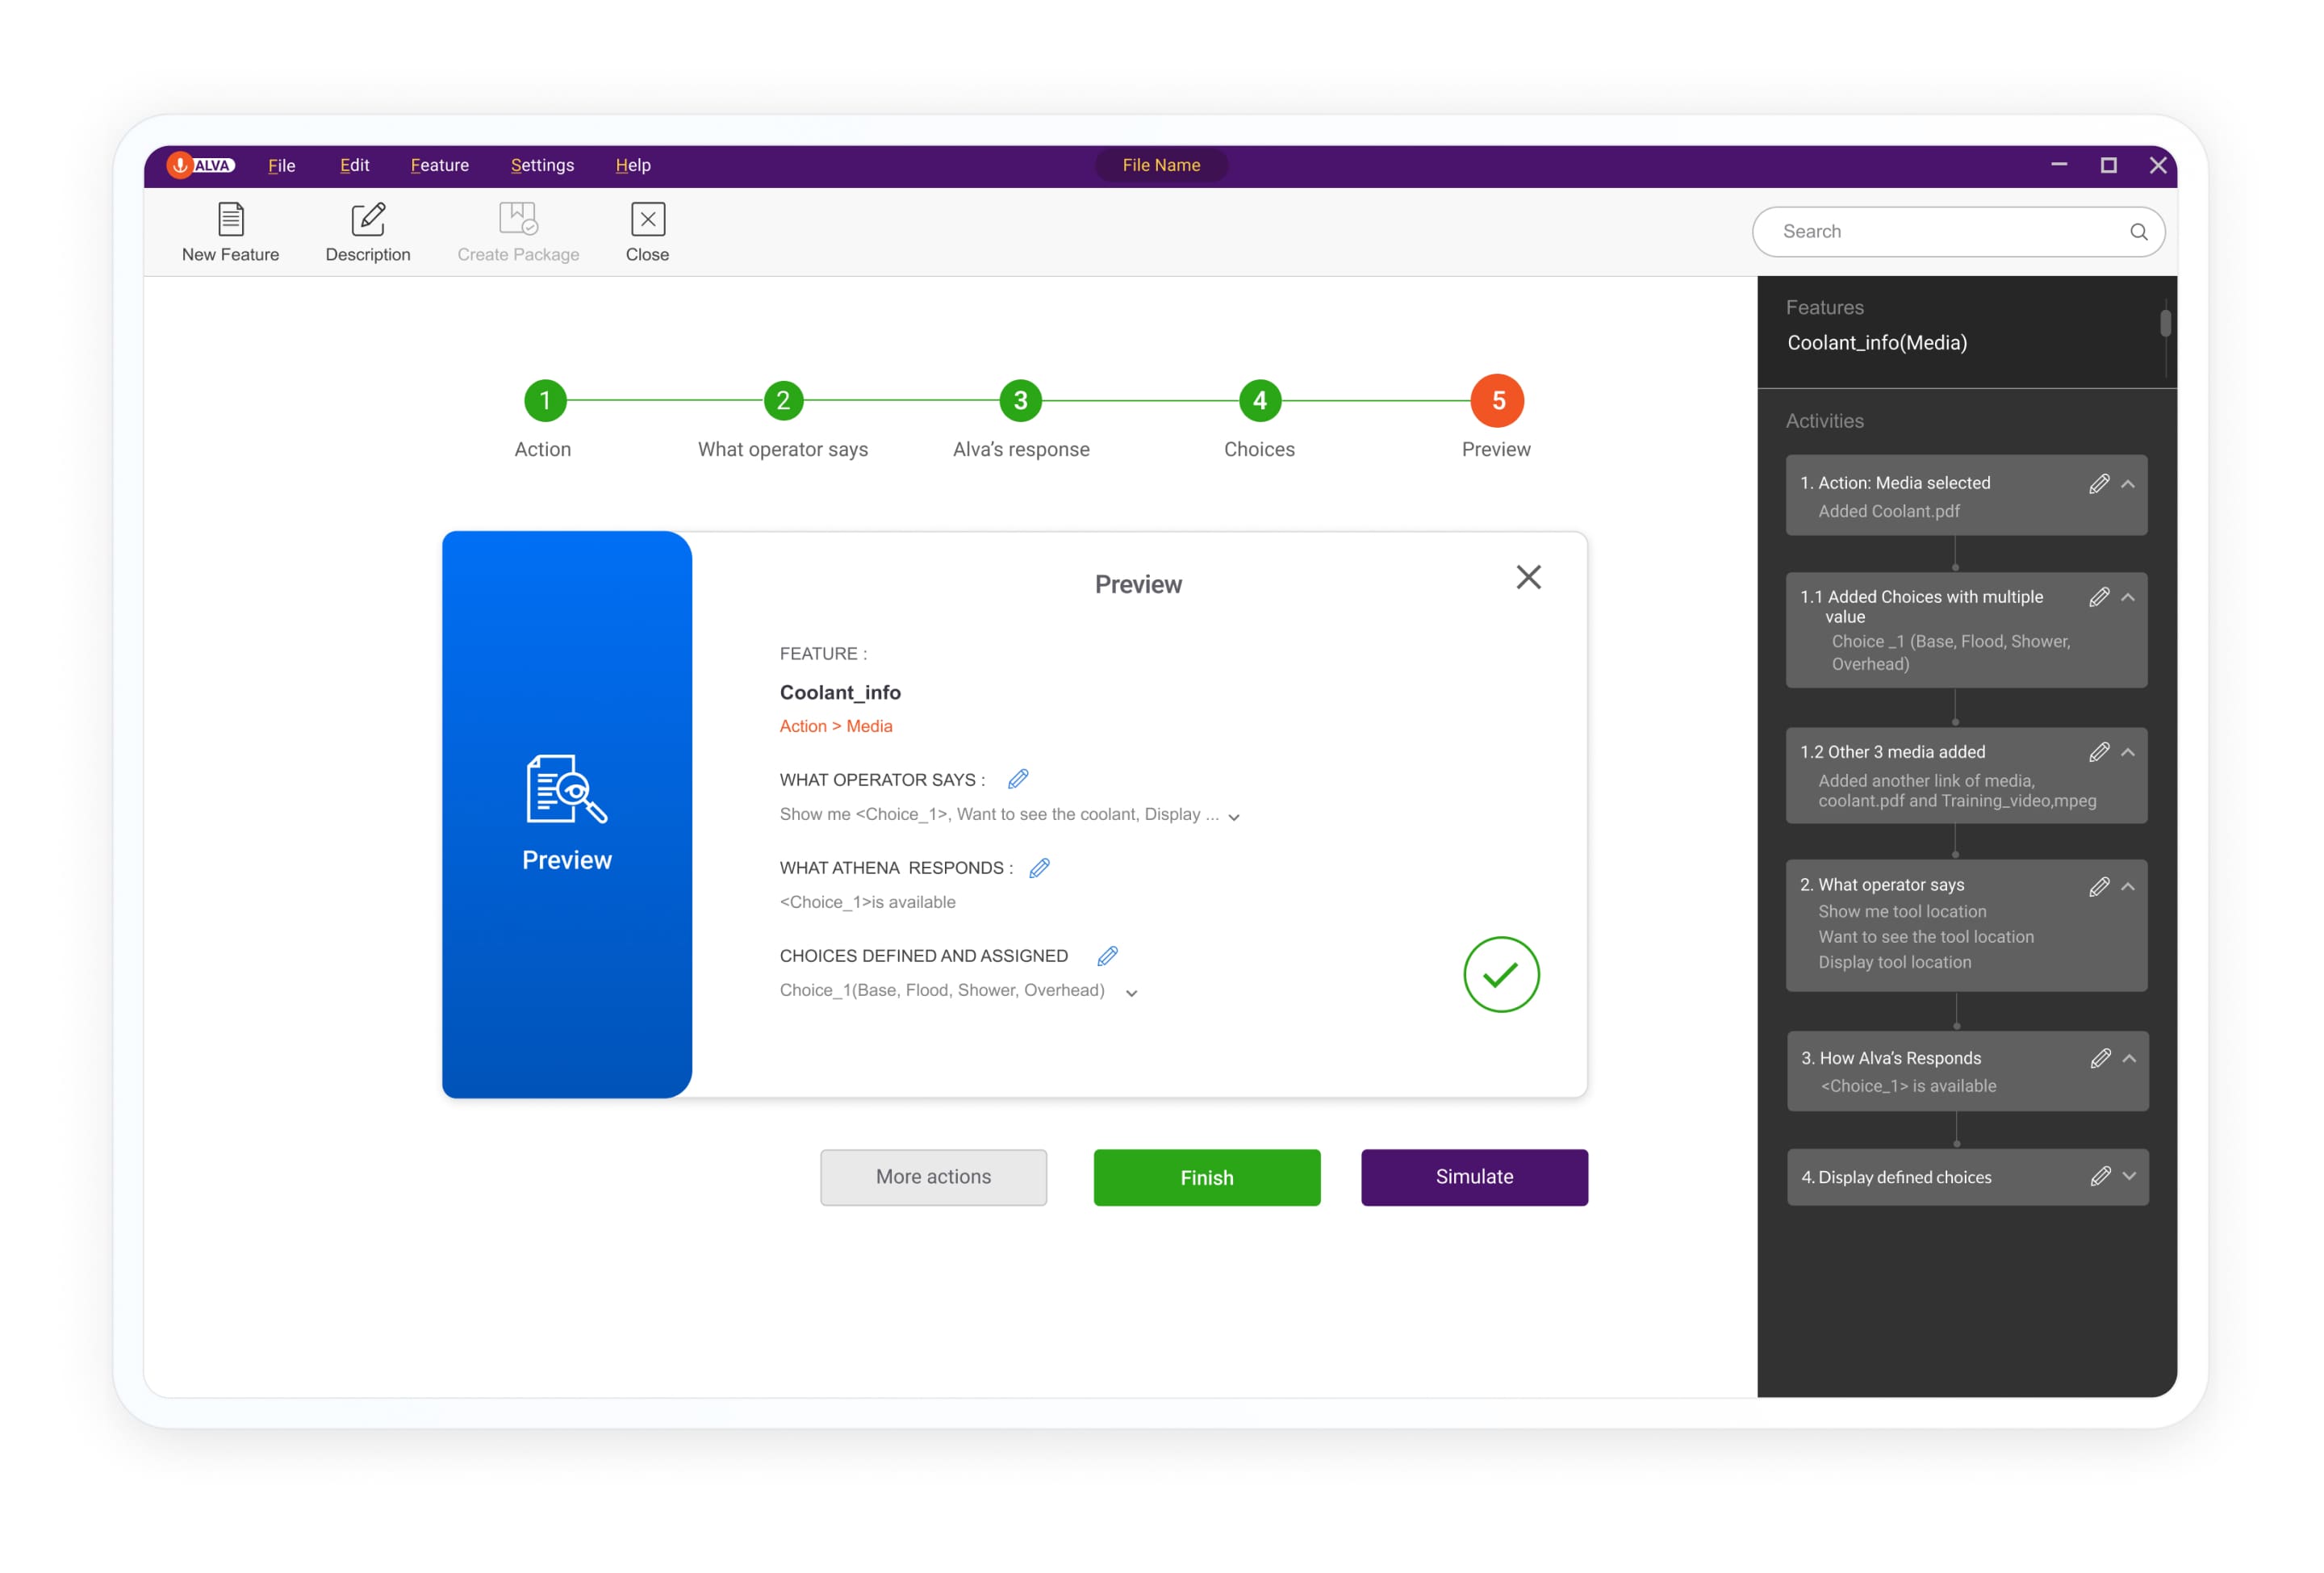 ALVA File Edit Feature Settings Help File Name
New Feature Description Create Package Close
Search
1 2 3 4 5
Action What operator says Alva’s response Choices Preview
Preview
Preview
FEATURE :
Coolant_info
Action > Media
WHAT OPERATOR SAYS :
Show me <Choice_1>, Want to see the coolant, Display ...
WHAT ATHENA RESPONDS :
<Choice_1>is available
CHOICES DEFINED AND ASSIGNED
Choice_1(Base, Flood, Shower, Overhead)
More actions Finish Simulate
Features
Coolant_info(Media)
Activities
1. Action: Media selected
Added Coolant.pdf
1.1 Added Choices with multiple
value
Choice _1 (Base, Flood, Shower,
Overhead)
1.2 Other 3 media added
Added another link of media,
coolant.pdf and Training_video,mpeg
2. What operator says
Show me tool location
Want to see the tool location
Display tool location
3. How Alva’s Responds
<Choice_1> is available
4. Display defined choices